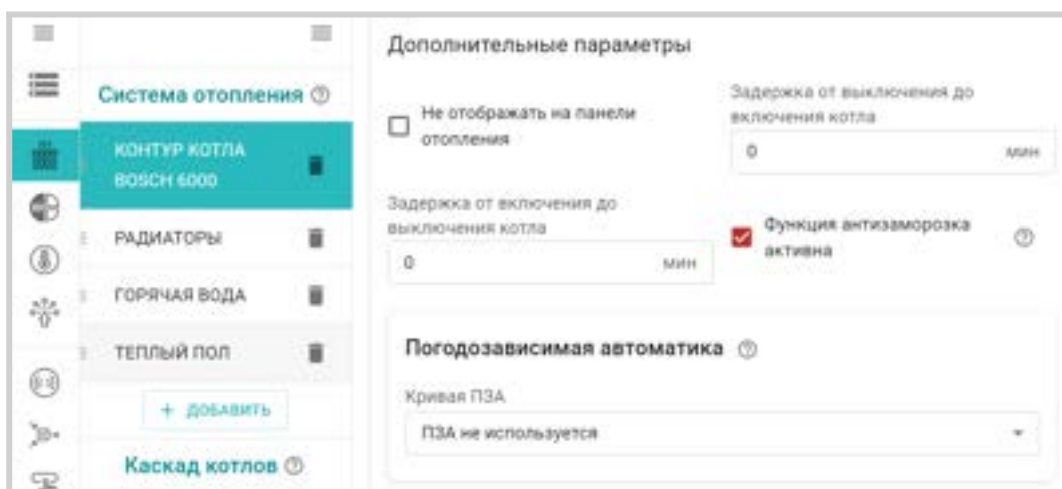 Система отопления
КОНТУР КОТЛА
BOSCH 6000
РАДИАТОРЫ
ГОРЯЧАЯ ВОДА
ТЕПЛЫЙ ПОЛ
+ ДОБАВИТЬ
Каскад котлов
Дополнительные параметры
Не отображать на панели
отопления
Задержка от выключения до
включения котла
0 мин
Задержка от включения до
выключения котла
0 мин
Функция антизаморозка
активна
Погодозависимая автоматика
Кривая ПЗА
ПЗА не используется